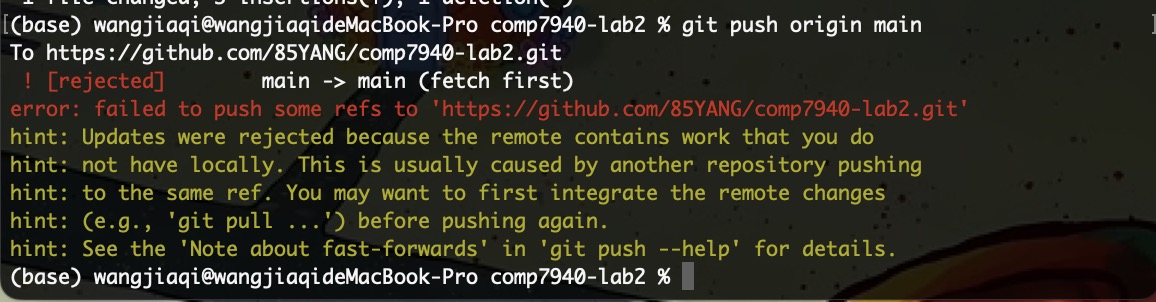 (base) wangjiaqi@wangjiaqideMacBook-Pro comp7940-lab2 % git push origin main
To https://github.com/85YANG/comp7940-lab2.git
 ! [rejected]        main -> main (fetch first)
error: failed to push some refs to 'https://github.com/85YANG/comp7940-lab2.git'
hint: Updates were rejected because the remote contains work that you do
hint: not have locally. This is usually caused by another repository pushing
hint: to the same ref. You may want to first integrate the remote changes
hint: (e.g., 'git pull ...') before pushing again.
hint: See the 'Note about fast-forwards' in 'git push --help' for details.
(base) wangjiaqi@wangjiaqideMacBook-Pro comp7940-lab2 %